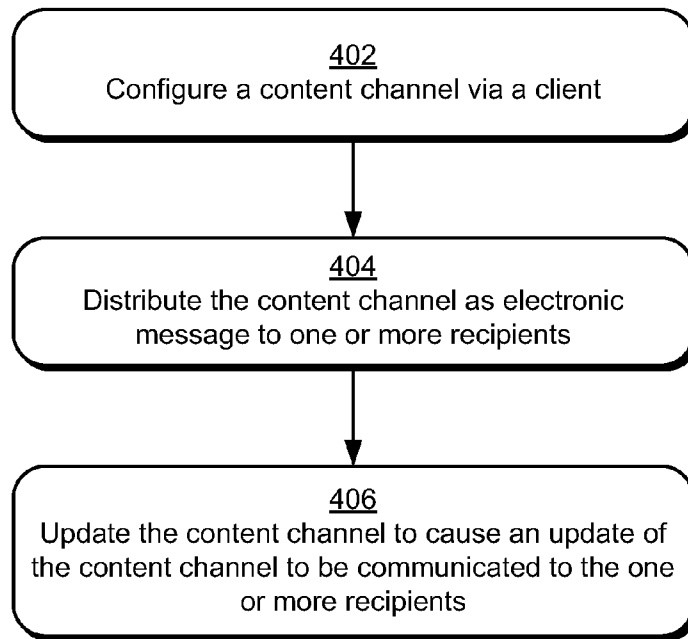 402
Configure a content channel via a client
404
Distribute the content channel as electronic
message to one or more recipients
406
Update the content channel to cause an update of
the content channel to be communicated to the one
or more recipients